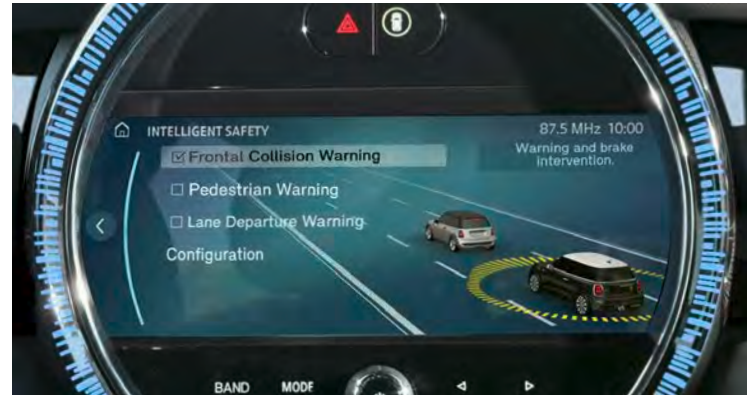 INTELLIGENT SAFETY
87.5 MHz 10:00
☑ Frontal Collision Warning
Warning and brake
intervention.
☐ Pedestrian Warning
☐ Lane Departure Warning
Configuration
BAND MODE